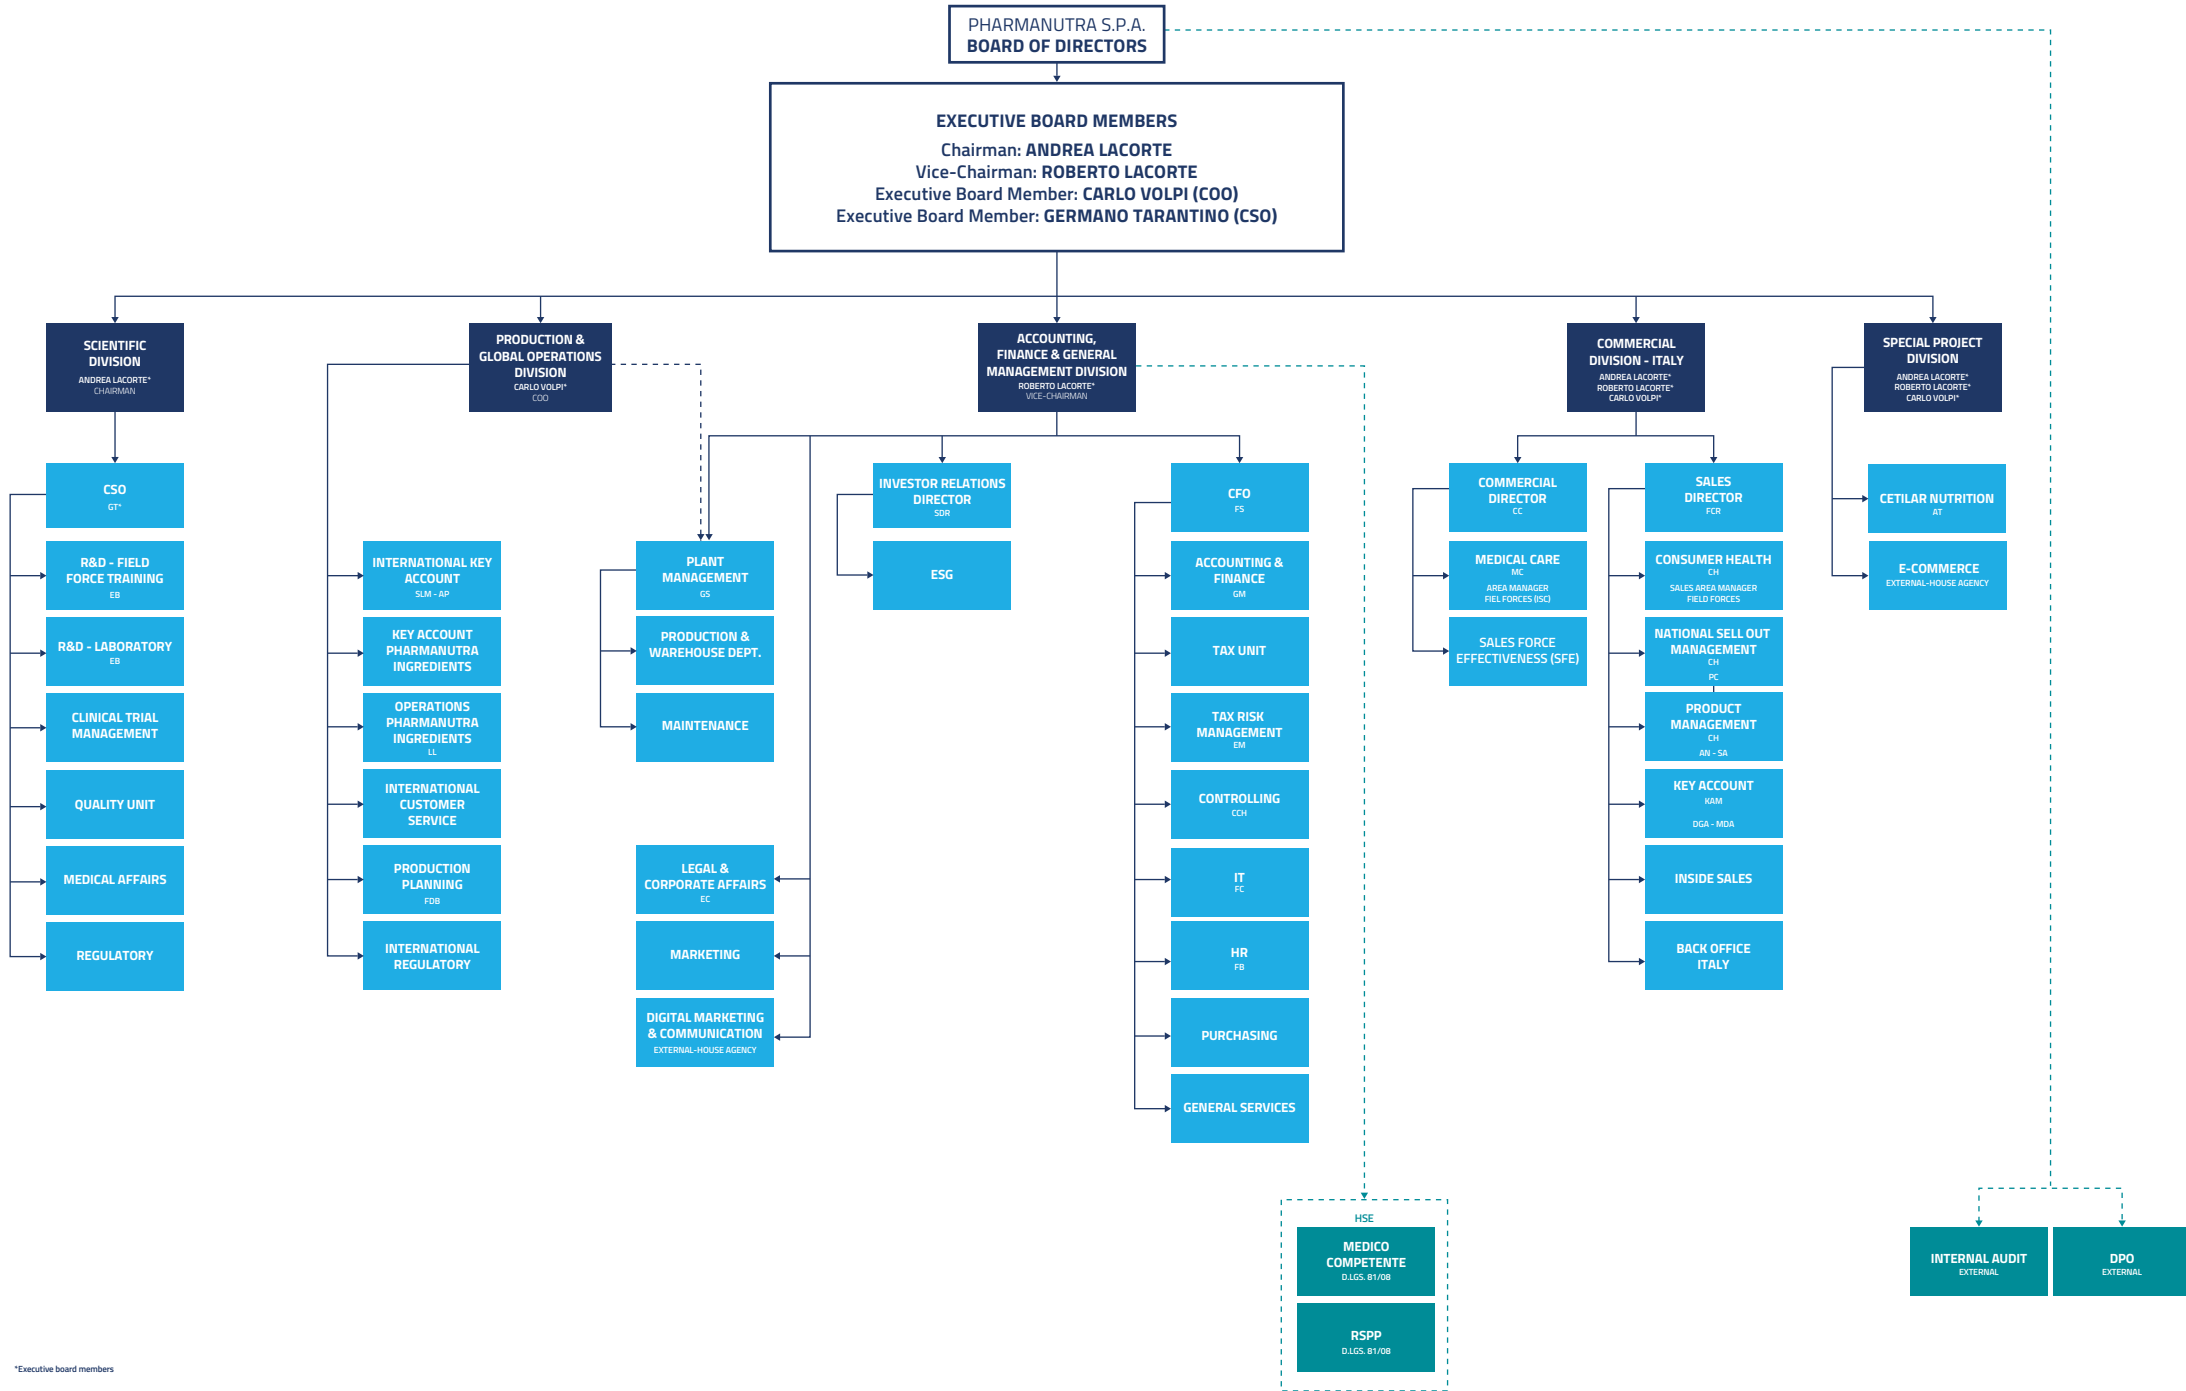 PHARMANUTRA S.P.A.
BOARD OF DIRECTORS
EXECUTIVE BOARD MEMBERS
Chairman: ANDREA LACORTE
Vice-Chairman: ROBERTO LACORTE
Executive Board Member: CARLO VOLPI (COO)
Executive Board Member: GERMANO TARANTINO (CSO)
SCIENTIFIC
DIVISION
ANDREA LACORTE*
CHAIRMAN
PRODUCTION &
GLOBAL OPERATIONS
DIVISION
CARLO VOLPI*
COO
ACCOUNTING,
FINANCE & GENERAL
MANAGEMENT DIVISION
ROBERTO LACORTE*
VICE-CHAIRMAN
COMMERCIAL
DIVISION - ITALY
ANDREA LACORTE*
ROBERTO LACORTE*
CARLO VOLPI*
SPECIAL PROJECT
DIVISION
ANDREA LACORTE*
ROBERTO LACORTE*
CARLO VOLPI*
CSO
GT*
R&D - FIELD
FORCE TRAINING
EB
R&D - LABORATORY
EB
CLINICAL TRIAL
MANAGEMENT
QUALITY UNIT
MEDICAL AFFAIRS
REGULATORY
INTERNATIONAL KEY
ACCOUNT
SLM - AP
KEY ACCOUNT
PHARMANUTRA
INGREDIENTS
OPERATIONS
PHARMANUTRA
INGREDIENTS
LL
INTERNATIONAL
CUSTOMER
SERVICE
PRODUCTION
PLANNING
FDB
INTERNATIONAL
REGULATORY
PLANT
MANAGEMENT
GS
PRODUCTION &
WAREHOUSE DEPT.
MAINTENANCE
LEGAL &
CORPORATE AFFAIRS
EC
MARKETING
DIGITAL MARKETING
& COMMUNICATION
EXTERNAL-HOUSE AGENCY
INVESTOR RELATIONS
DIRECTOR
SDR
ESG
CFO
FS
ACCOUNTING &
FINANCE
GM
TAX UNIT
TAX RISK
MANAGEMENT
EM
CONTROLLING
CCH
IT
FC
HR
FB
PURCHASING
GENERAL SERVICES
COMMERCIAL
DIRECTOR
CC
MEDICAL CARE
MC
AREA MANAGER
FIEL FORCES (ISC)
SALES FORCE
EFFECTIVENESS (SFE)
SALES
DIRECTOR
FCR
CONSUMER HEALTH
CH
SALES AREA MANAGER
FIELD FORCES
NATIONAL SELL OUT
MANAGEMENT
CH
PC
PRODUCT
MANAGEMENT
CH
AN - SA
KEY ACCOUNT
KAM
DGA - MDA
INSIDE SALES
BACK OFFICE
ITALY
CETILAR NUTRITION
AT
E-COMMERCE
EXTERNAL-HOUSE AGENCY
HSE
MEDICO
COMPETENTE
D.LGS. 81/08
RSPP
D.LGS. 81/08
INTERNAL AUDIT
EXTERNAL
DPO
EXTERNAL
*Executive board members